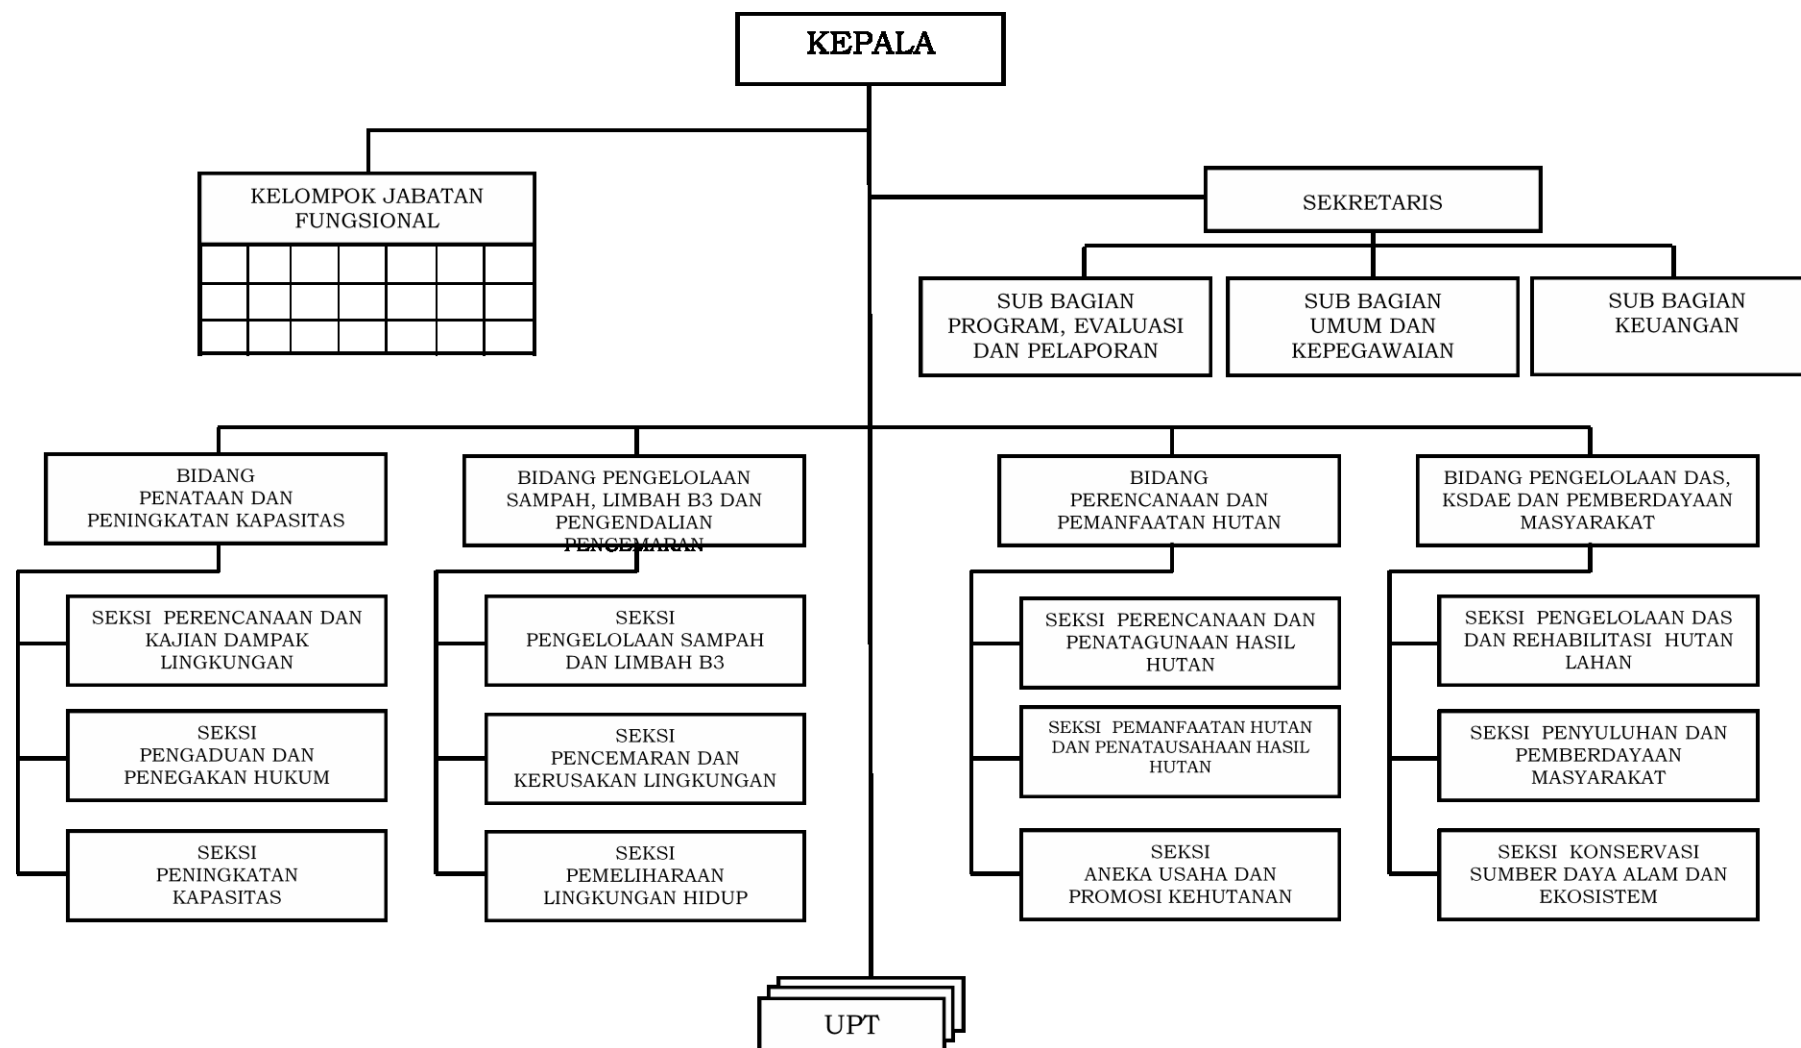 KEPALA
KELOMPOK JABATAN
FUNGSIONAL
SEKRETARIS
SUB BAGIAN
PROGRAM, EVALUASI
DAN PELAPORAN
SUB BAGIAN
UMUM DAN
KEPEGAWAIAN
SUB BAGIAN
KEUANGAN
BIDANG
PENATAAN DAN
PENINGKATAN KAPASITAS
BIDANG PENGELOLAAN
SAMPAH, LIMBAH B3 DAN
PENGENDALIAN
PENCEMARAN
BIDANG
PERENCANAAN DAN
PEMANFAATAN HUTAN
BIDANG PENGELOLAAN DAS,
KSDAE DAN PEMBERDAYAAN
MASYARAKAT
SEKSI PERENCANAAN DAN
KAJIAN DAMPAK
LINGKUNGAN
SEKSI
PENGADUAN DAN
PENEGAKAN HUKUM
SEKSI
PENINGKATAN
KAPASITAS
SEKSI
PENGELOLAAN SAMPAH
DAN LIMBAH B3
SEKSI
PENCEMARAN DAN
KERUSAKAN LINGKUNGAN
SEKSI
PEMELIHARAAN
LINGKUNGAN HIDUP
SEKSI PERENCANAAN DAN
PENATAGUNAAN HASIL
HUTAN
SEKSI PEMANFAATAN HUTAN
DAN PENATAUSAHAAN HASIL
HUTAN
SEKSI
ANEKA USAHA DAN
PROMOSI KEHUTANAN
SEKSI PENGELOLAAN DAS
DAN REHABILITASI HUTAN
LAHAN
SEKSI PENYULUHAN DAN
PEMBERDAYAAN
MASYARAKAT
SEKSI KONSERVASI
SUMBER DAYA ALAM DAN
EKOSISTEM
UPT